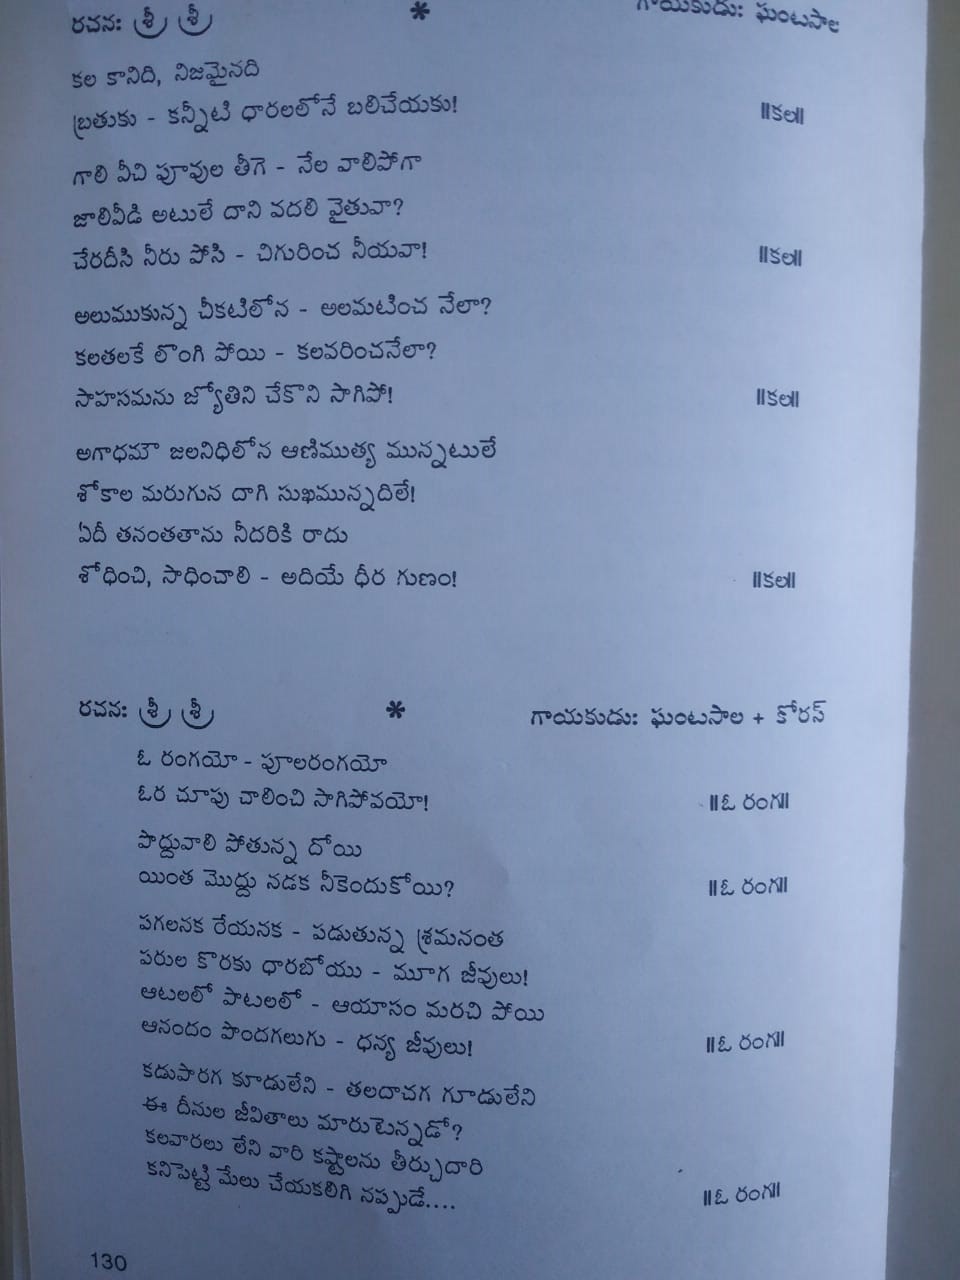 రచన: శ్రీ శ్రీ * గాయకుడు: ఘంటసాల
కల కానిది, నిజమైనది
బ్రతుకు - కన్నీటి ధారలలోనే బలిచేయకు! ॥కల॥
గాలి వీచి పూవుల తీగె - నేల వాలిపోగా
జాలివీడి అటులే దాని వదలి వైతువా?
చేరదీసి నీరు పోసి - చిగురించ నీయవా! ॥కల॥
అలుముకున్న చీకటిలోన - అలమటించ నేలా?
కలతలకే లొంగి పోయి - కలవరించనేలా?
సాహసమను జ్యోతిని చేకొని సాగిపో! ॥కల॥
అగాధమౌ జలనిధిలోన ఆణిముత్య మున్నటులే
శోకాల మరుగున దాగి సుఖమున్నదిలే!
ఏదీ తనంతతాను నీదరికి రాదు
శోధించి, సాధించాలి - అదియే ధీర గుణం! ॥కల॥
రచన: శ్రీ శ్రీ * గాయకుడు: ఘంటసాల + కోరస్
ఓ రంగయో - పూలరంగయో
ఓర చూపు చాలించి సాగిపోవయో! ॥ఓ రంగ॥
పొద్దువాలి పోతున్న దోయి
యింత మొద్దు నడక నీకెందుకోయి? ॥ఓ రంగ॥
పగలనక రేయనక - పడుతున్న శ్రమనంత
పరుల కొరకు ధారబోయు - మూగ జీవులు!
ఆటలలో పాటలలో - ఆయాసం మరచి పోయి
ఆనందం పొందగలుగు - ధన్య జీవులు! ॥ఓ రంగ॥
కడుపారగ కూడులేని - తలదాచగ గూడులేని
ఈ దీనుల జీవితాలు మారుటెన్నడో?
కలవారలు లేని వారి కష్టాలను తీర్చుదారి
కనిపెట్టి మేలు చేయకలిగి నప్పుడే.... ॥ఓ రంగ॥
130